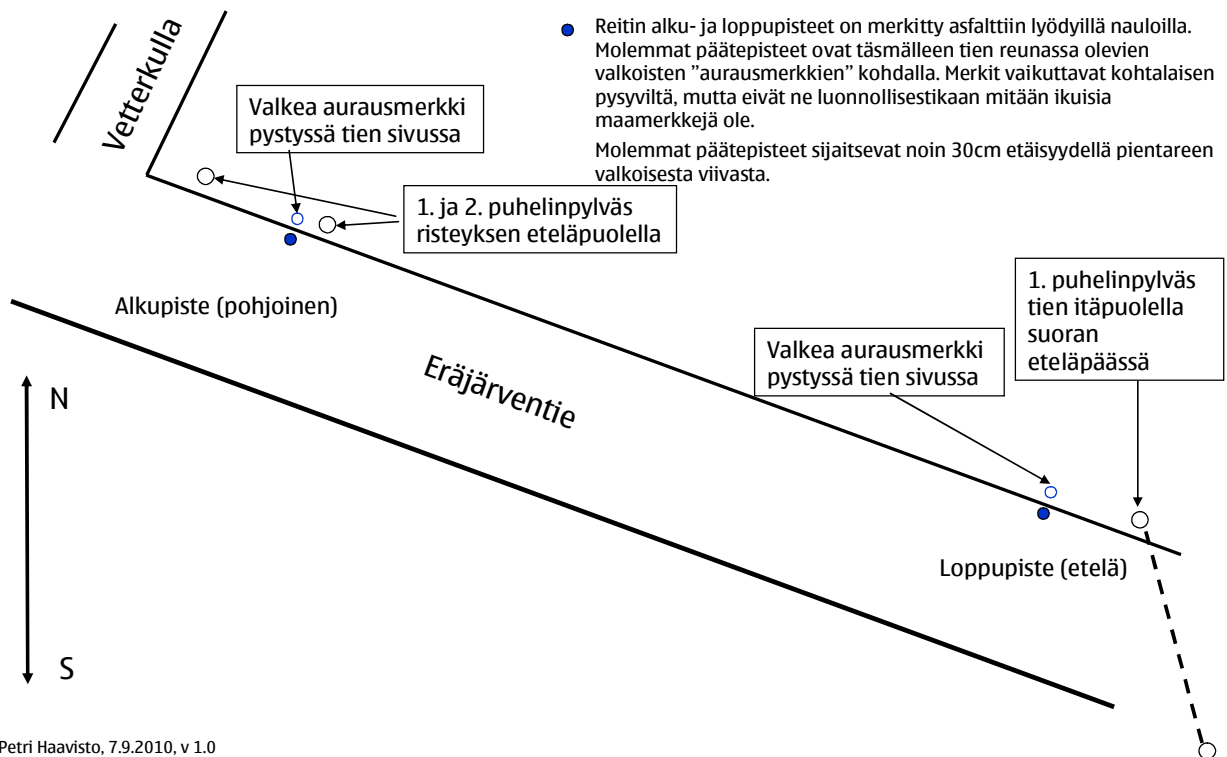 Reitin alku- ja loppupisteet on merkitty asfalttiin lyödyillä nauloilla.
Molemmat päätepisteet ovat täsmälleen tien reunassa olevien
valkoisten ”aurausmerkkien” kohdalla. Merkit vaikuttavat kohtalaisen
pysyviltä, mutta eivät ne luonnollisestikaan mitään ikuisia
maamerkkejä ole.
Molemmat päätepisteet sijaitsevat noin 30cm etäisyydellä pientareen
valkoisesta viivasta.
Vetterkulla
Valkea aurausmerkki
pystyssä tien sivussa
1. ja 2. puhelinpylväs
risteyksen eteläpuolella
Alkupiste (pohjoinen)
Eräjärventie
Valkea aurausmerkki
pystyssä tien sivussa
1. puhelinpylväs
tien itäpuolella
suoran
eteläpäässä
Loppupiste (etelä)
N
S
Petri Haavisto, 7.9.2010, v 1.0